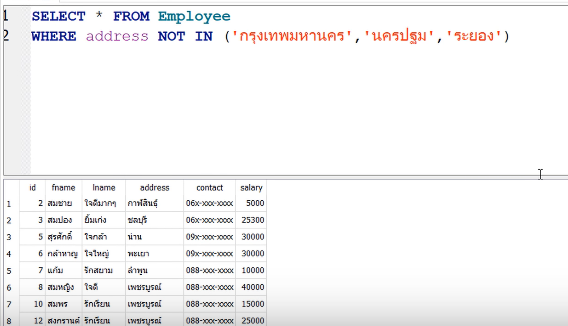 1 SELECT * FROM Employee
2 WHERE address NOT IN ('กรุงเทพมหานคร','นครปฐม','ระยอง')
id fname lname address contact salary
1 2 สมชาย ใจดีมากๆ กาฬสินธุ์ 06x-xxx-xxxx 5000
2 3 สมปอง ยิ้มเก่ง ชลบุรี 06x-xxx-xxxx 25300
3 5 สุรศักดิ์ ใจกล้า น่าน 09x-xxx-xxxx 30000
4 6 กล้าหาญ ใจใหญ่ พะเยา 09x-xxx-xxxx 30000
5 7 แก้ม รักสยาม ลำพูน 088-xxx-xxxx 10000
6 8 สมหญิง ใจดี เพชรบูรณ์ 088-xxx-xxxx 40000
7 10 สมพร รักเรียน เพชรบูรณ์ 088-xxx-xxxx 15000
8 12 สงกรานต์ รักเรียน เพชรบูรณ์ 088-xxx-xxxx 25000